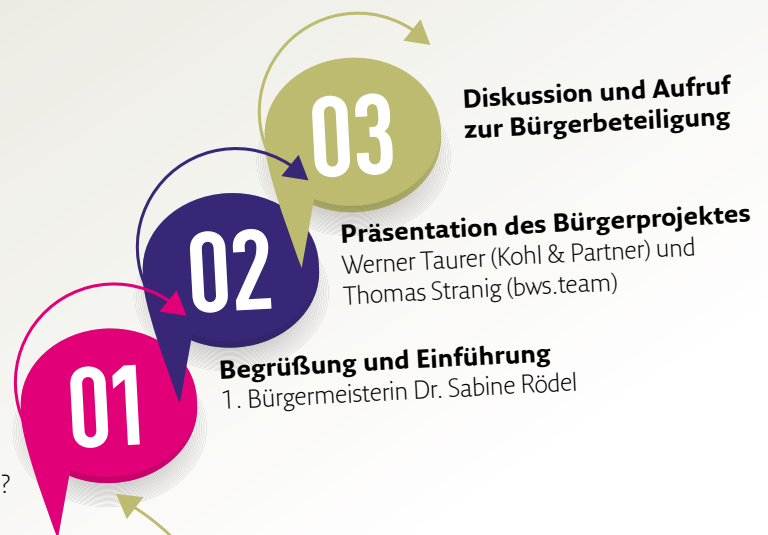 03
Diskussion und Aufruf
zur Bürgerbeteiligung
02
Präsentation des Bürgerprojektes
Werner Taurer (Kohl & Partner) und
Thomas Stranig (bws.team)
01
Begrüßung und Einführung
1. Bürgermeisterin Dr. Sabine Rödel
?